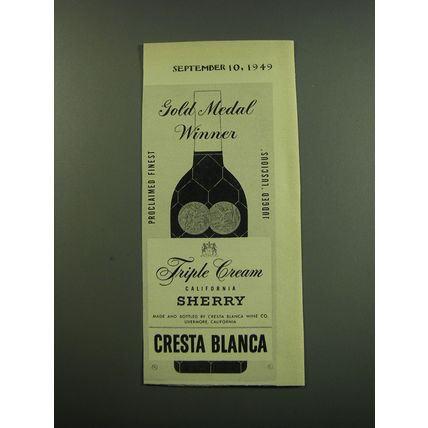 SEPTEMBER 10, 1949
Gold Medal
Winner
PROCLAIMED FINEST
JUDGED 'LUSCIOUS'
Triple Cream
CALIFORNIA
SHERRY
MADE AND BOTTLED BY CRESTA BLANCA WINE CO.
LIVERMORE, CALIFORNIA
CRESTA BLANCA